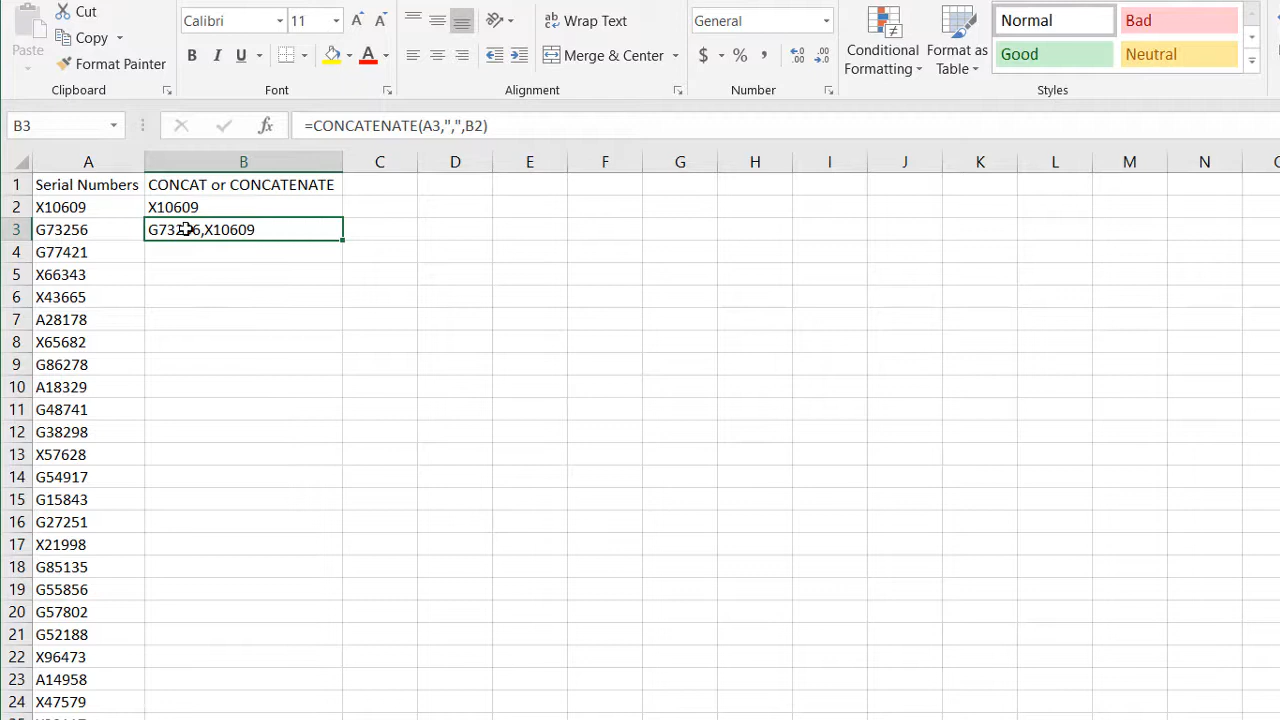 Cut
Copy
Paste
Format Painter
Clipboard
Calibri 11
B I U A
Font
ab Wrap Text
Merge & Center
Alignment
General
$ % ,
Number
Conditional Formatting
Format as Table
Normal Bad
Good Neutral
Styles
B3 fx =CONCATENATE(A3,",",B2)
A B C D E F G H I J K L M N
1 Serial Numbers CONCAT or CONCATENATE
2 X10609 X10609
3 G73256
4 G77421
5 X66343
6 X43665
7 A28178
8 X65682
9 G86278
10 A18329
11 G48741
12 G38298
13 X57628
14 G54917
15 G15843
16 G27251
17 X21998
18 G85135
19 G55856
20 G57802
21 G52188
22 X96473
23 A14958
24 X47579